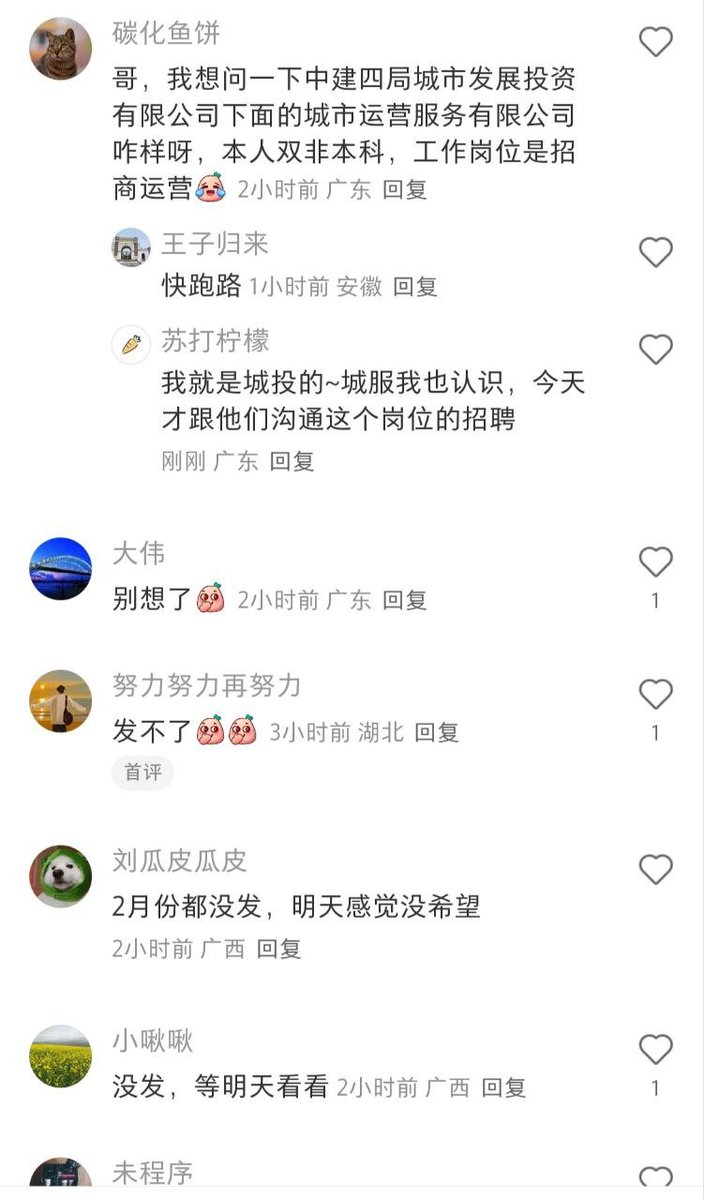 碳化鱼饼
哥，我想问一下中建四局城市发展投资
有限公司下面的城市运营服务有限公司
咋样呀，本人双非本科，工作岗位是招
商运营 2小时前 广东 回复
王子归来
快跑路 1小时前 安徽 回复
苏打柠檬
我就是城投的~城服我也认识，今天
才跟他们沟通这个岗位的招聘
刚刚 广东 回复
大伟
别想了 2小时前 广东 回复
1
努力努力再努力
发不了 3小时前 湖北 回复
1
首评
刘瓜皮瓜皮
2月份都没发，明天感觉没希望
2小时前 广西 回复
小啾啾
没发，等明天看看 2小时前 广西 回复
1
未程序